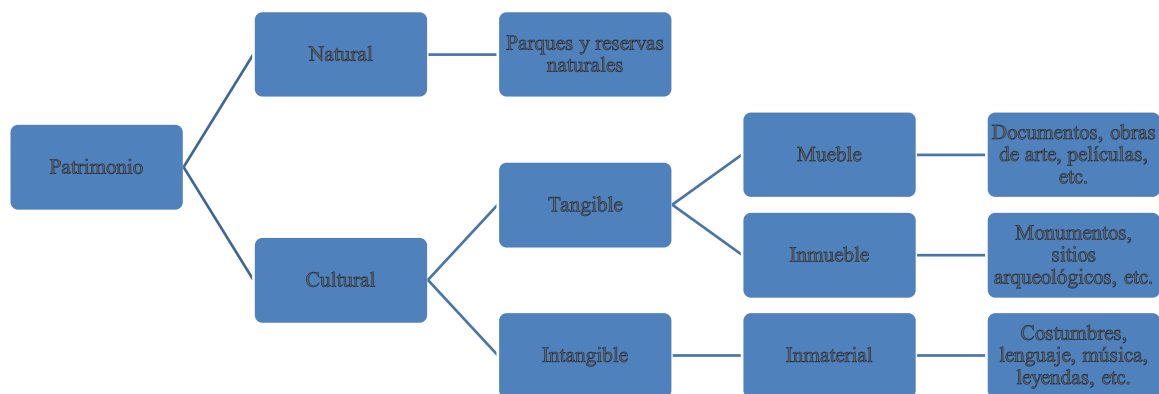 Patrimonio
Natural
Parques y reservas
naturales
Cultural
Tangible
Mueble
Documentos, obras
de arte, películas,
etc.
Inmueble
Monumentos,
sitios
arqueológicos, etc.
Intangible
Inmaterial
Costumbres,
lenguaje, música,
leyendas, etc.